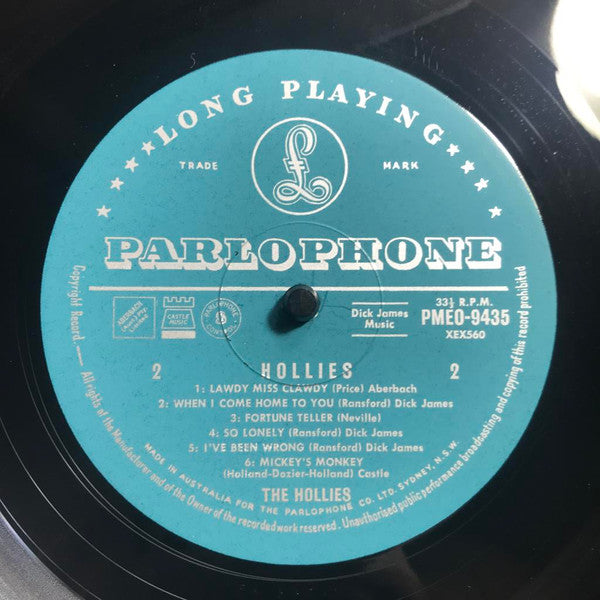 LONG PLAYING
TRADE MARK
£
PARLOPHONE
CASTLE
MUSIC
PARLOPHONE
Dick James
Music
33⅓ R.P.M.
PMEO-9435
XEX560
2 HOLLIES 2
1: LAWDY MISS CLAWDY (Price) Aberbach
2: WHEN I COME HOME TO YOU (Ransford) Dick James
3: FORTUNE TELLER (Neville)
4: SO LONELY (Ransford) Dick James
5: I'VE BEEN WRONG (Ransford) Dick James
6: MICKEY'S MONKEY
(Holland-Dozier-Holland) Castle
THE HOLLIES
MADE IN AUSTRALIA FOR THE PARLOPHONE CO. LTD. SYDNEY, N.S.W.
Copyright Record.— All rights of the Manufacturer and of the Owner of the recorded work reserved. Unauthorised public performance broadcasting and copying of this record prohibited